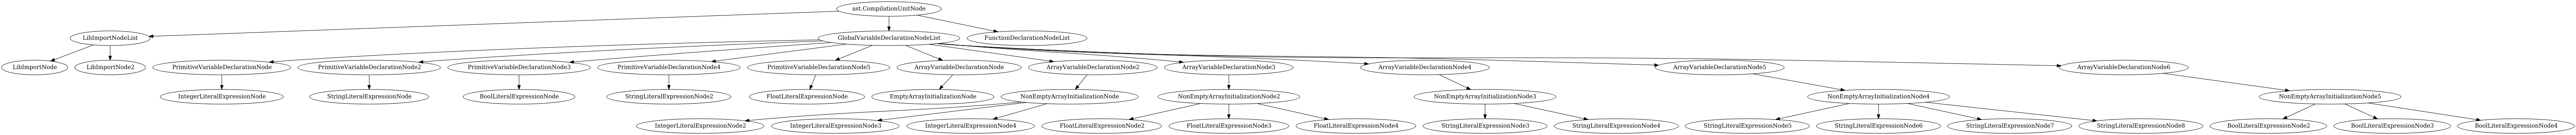 ast.CompilationUnitNode
LibImportNodeList
GlobalVariableDeclarationNodeList
FunctionDeclarationNodeList
LibImportNode
LibImportNode2
PrimitiveVariableDeclarationNode
PrimitiveVariableDeclarationNode2
PrimitiveVariableDeclarationNode3
PrimitiveVariableDeclarationNode4
PrimitiveVariableDeclarationNode5
ArrayVariableDeclarationNode
ArrayVariableDeclarationNode2
ArrayVariableDeclarationNode3
ArrayVariableDeclarationNode4
ArrayVariableDeclarationNode5
ArrayVariableDeclarationNode6
IntegerLiteralExpressionNode
StringLiteralExpressionNode
BoolLiteralExpressionNode
StringLiteralExpressionNode2
FloatLiteralExpressionNode
EmptyArrayInitializationNode
NonEmptyArrayInitializationNode
NonEmptyArrayInitializationNode2
NonEmptyArrayInitializationNode3
NonEmptyArrayInitializationNode4
NonEmptyArrayInitializationNode5
IntegerLiteralExpressionNode2
IntegerLiteralExpressionNode3
IntegerLiteralExpressionNode4
FloatLiteralExpressionNode2
FloatLiteralExpressionNode3
FloatLiteralExpressionNode4
StringLiteralExpressionNode3
StringLiteralExpressionNode4
StringLiteralExpressionNode5
StringLiteralExpressionNode6
StringLiteralExpressionNode7
StringLiteralExpressionNode8
BoolLiteralExpressionNode2
BoolLiteralExpressionNode3
BoolLiteralExpressionNode4